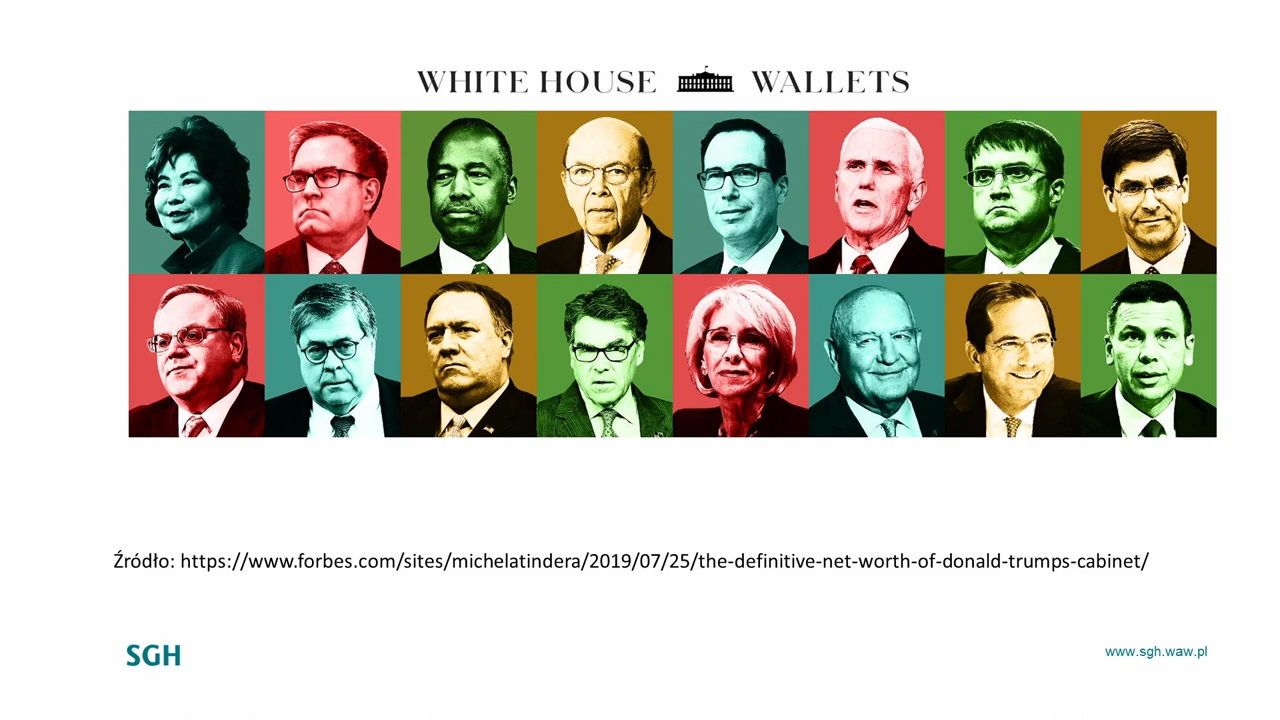 WHITE HOUSE WALLETS
Źródło: https://www.forbes.com/sites/michelatindera/2019/07/25/the-definitive-net-worth-of-donald-trumps-cabinet/
SGH
www.sgh.waw.pl